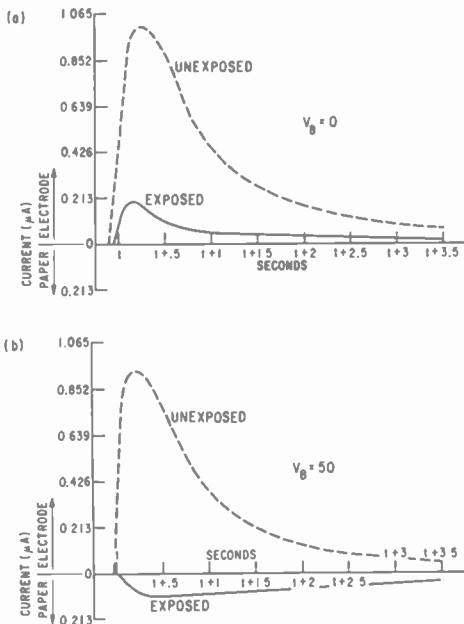 (a)
1.065
0.852
0.639
0.426
0.213
0
0.213
CURRENT (μA)
PAPER ELECTRODE
UNEXPOSED
V_B = 0
EXPOSED
t t+.5 t+1 t+1.5 t+2 t+2.5 t+3 t+3.5
SECONDS
(b)
1.065
0.852
0.639
0.426
0.213
0
0.213
CURRENT (μA)
PAPER ELECTRODE
UNEXPOSED
V_B = 50
SECONDS
t+3 t+3.5
t+.5 t+1 t+1.5 t+2 t+2.5
EXPOSED